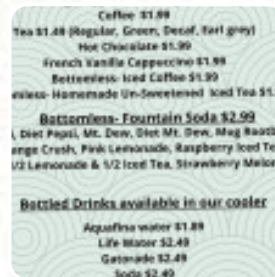 Coffee $1.99
Tea $1.49 (Regular, Green, Decaf, Earl grey)
Hot Chocolate $1.99
French Vanilla Cappuccino $1.99
Bottomless- Iced Coffee $1.99
Homemade Un-Sweetened Iced Tea $1.
Bottomless- Fountain Soda $2.99
, Diet Pepsi, Mt. Dew, Diet Mt. Dew, Mug Root
Crush, Pink Lemonade, Raspberry Iced Te
1/2 Lemonade & 1/2 Iced Tea, Strawberry Melon
Bottled Drinks available in our cooler
Aquafina water $1.89
Life Water $2.49
Gatorade $2.49
Soda $2.49